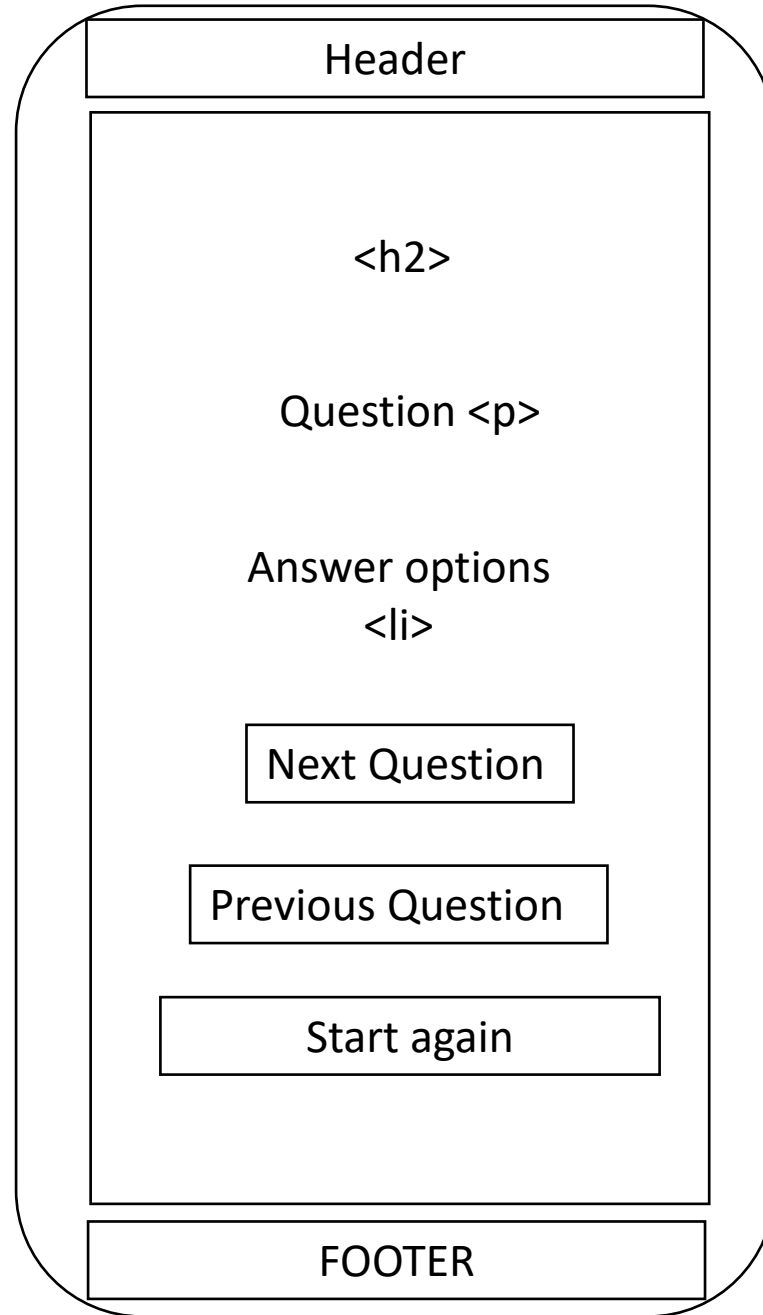 Header
<h2>
Question <p>
Answer options
<li>
Next Question
Previous Question
Start again
FOOTER